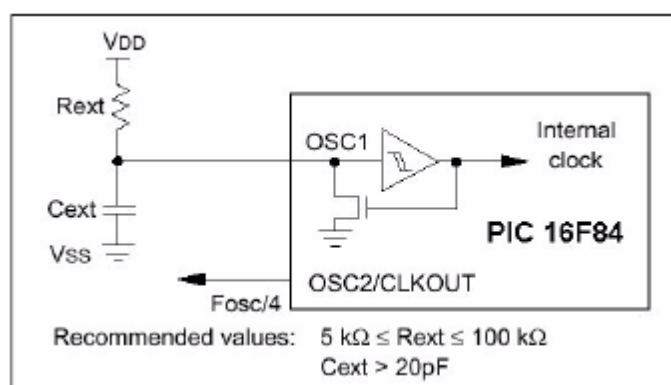 VDD
Rext
OSC1
Internal
clock
Cext
PIC 16F84
VSS
OSC2/CLKOUT
Fosc/4
Recommended values: 5 kΩ ≤ Rext ≤ 100 kΩ
Cext > 20pF